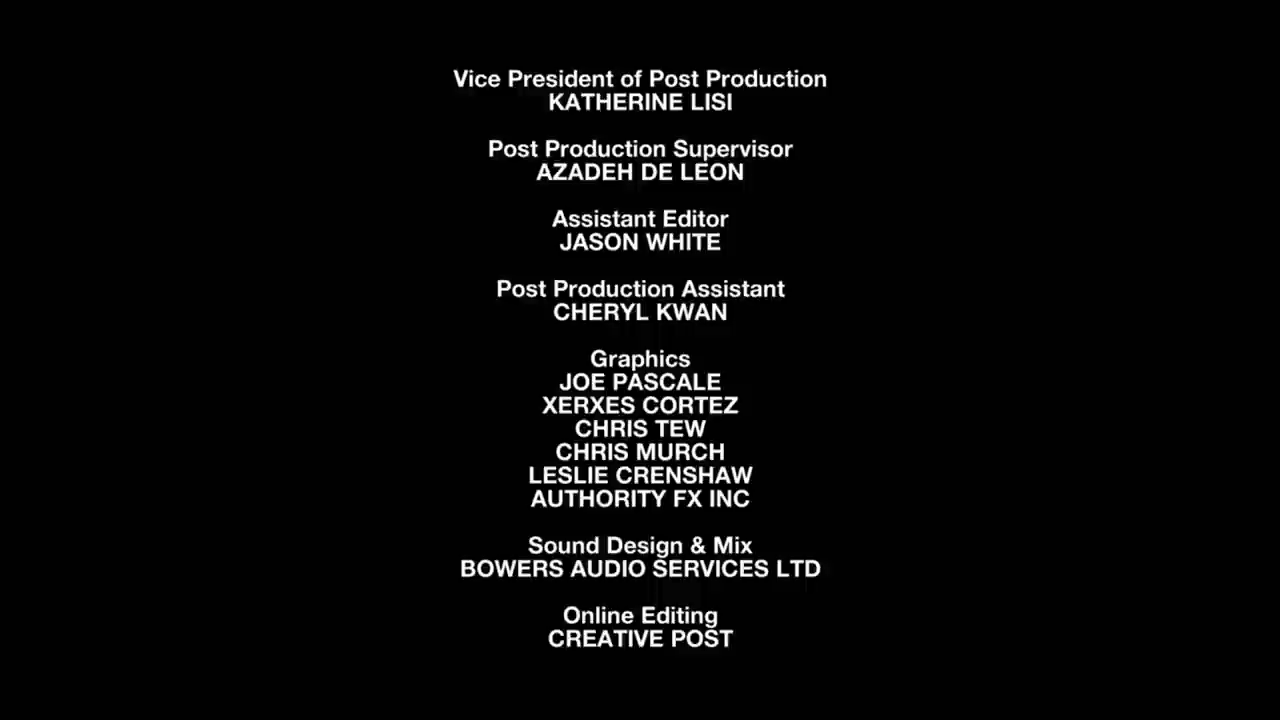 Vice President of Post Production
KATHERINE LISI
Post Production Supervisor
AZADEH DE LEON
Assistant Editor
JASON WHITE
Post Production Assistant
CHERYL KWAN
Graphics
JOE PASCALE
XERXES CORTEZ
CHRIS TEW
CHRIS MURCH
LESLIE CRENSHAW
AUTHORITY FX INC
Sound Design & Mix
BOWERS AUDIO SERVICES LTD
Online Editing
CREATIVE POST